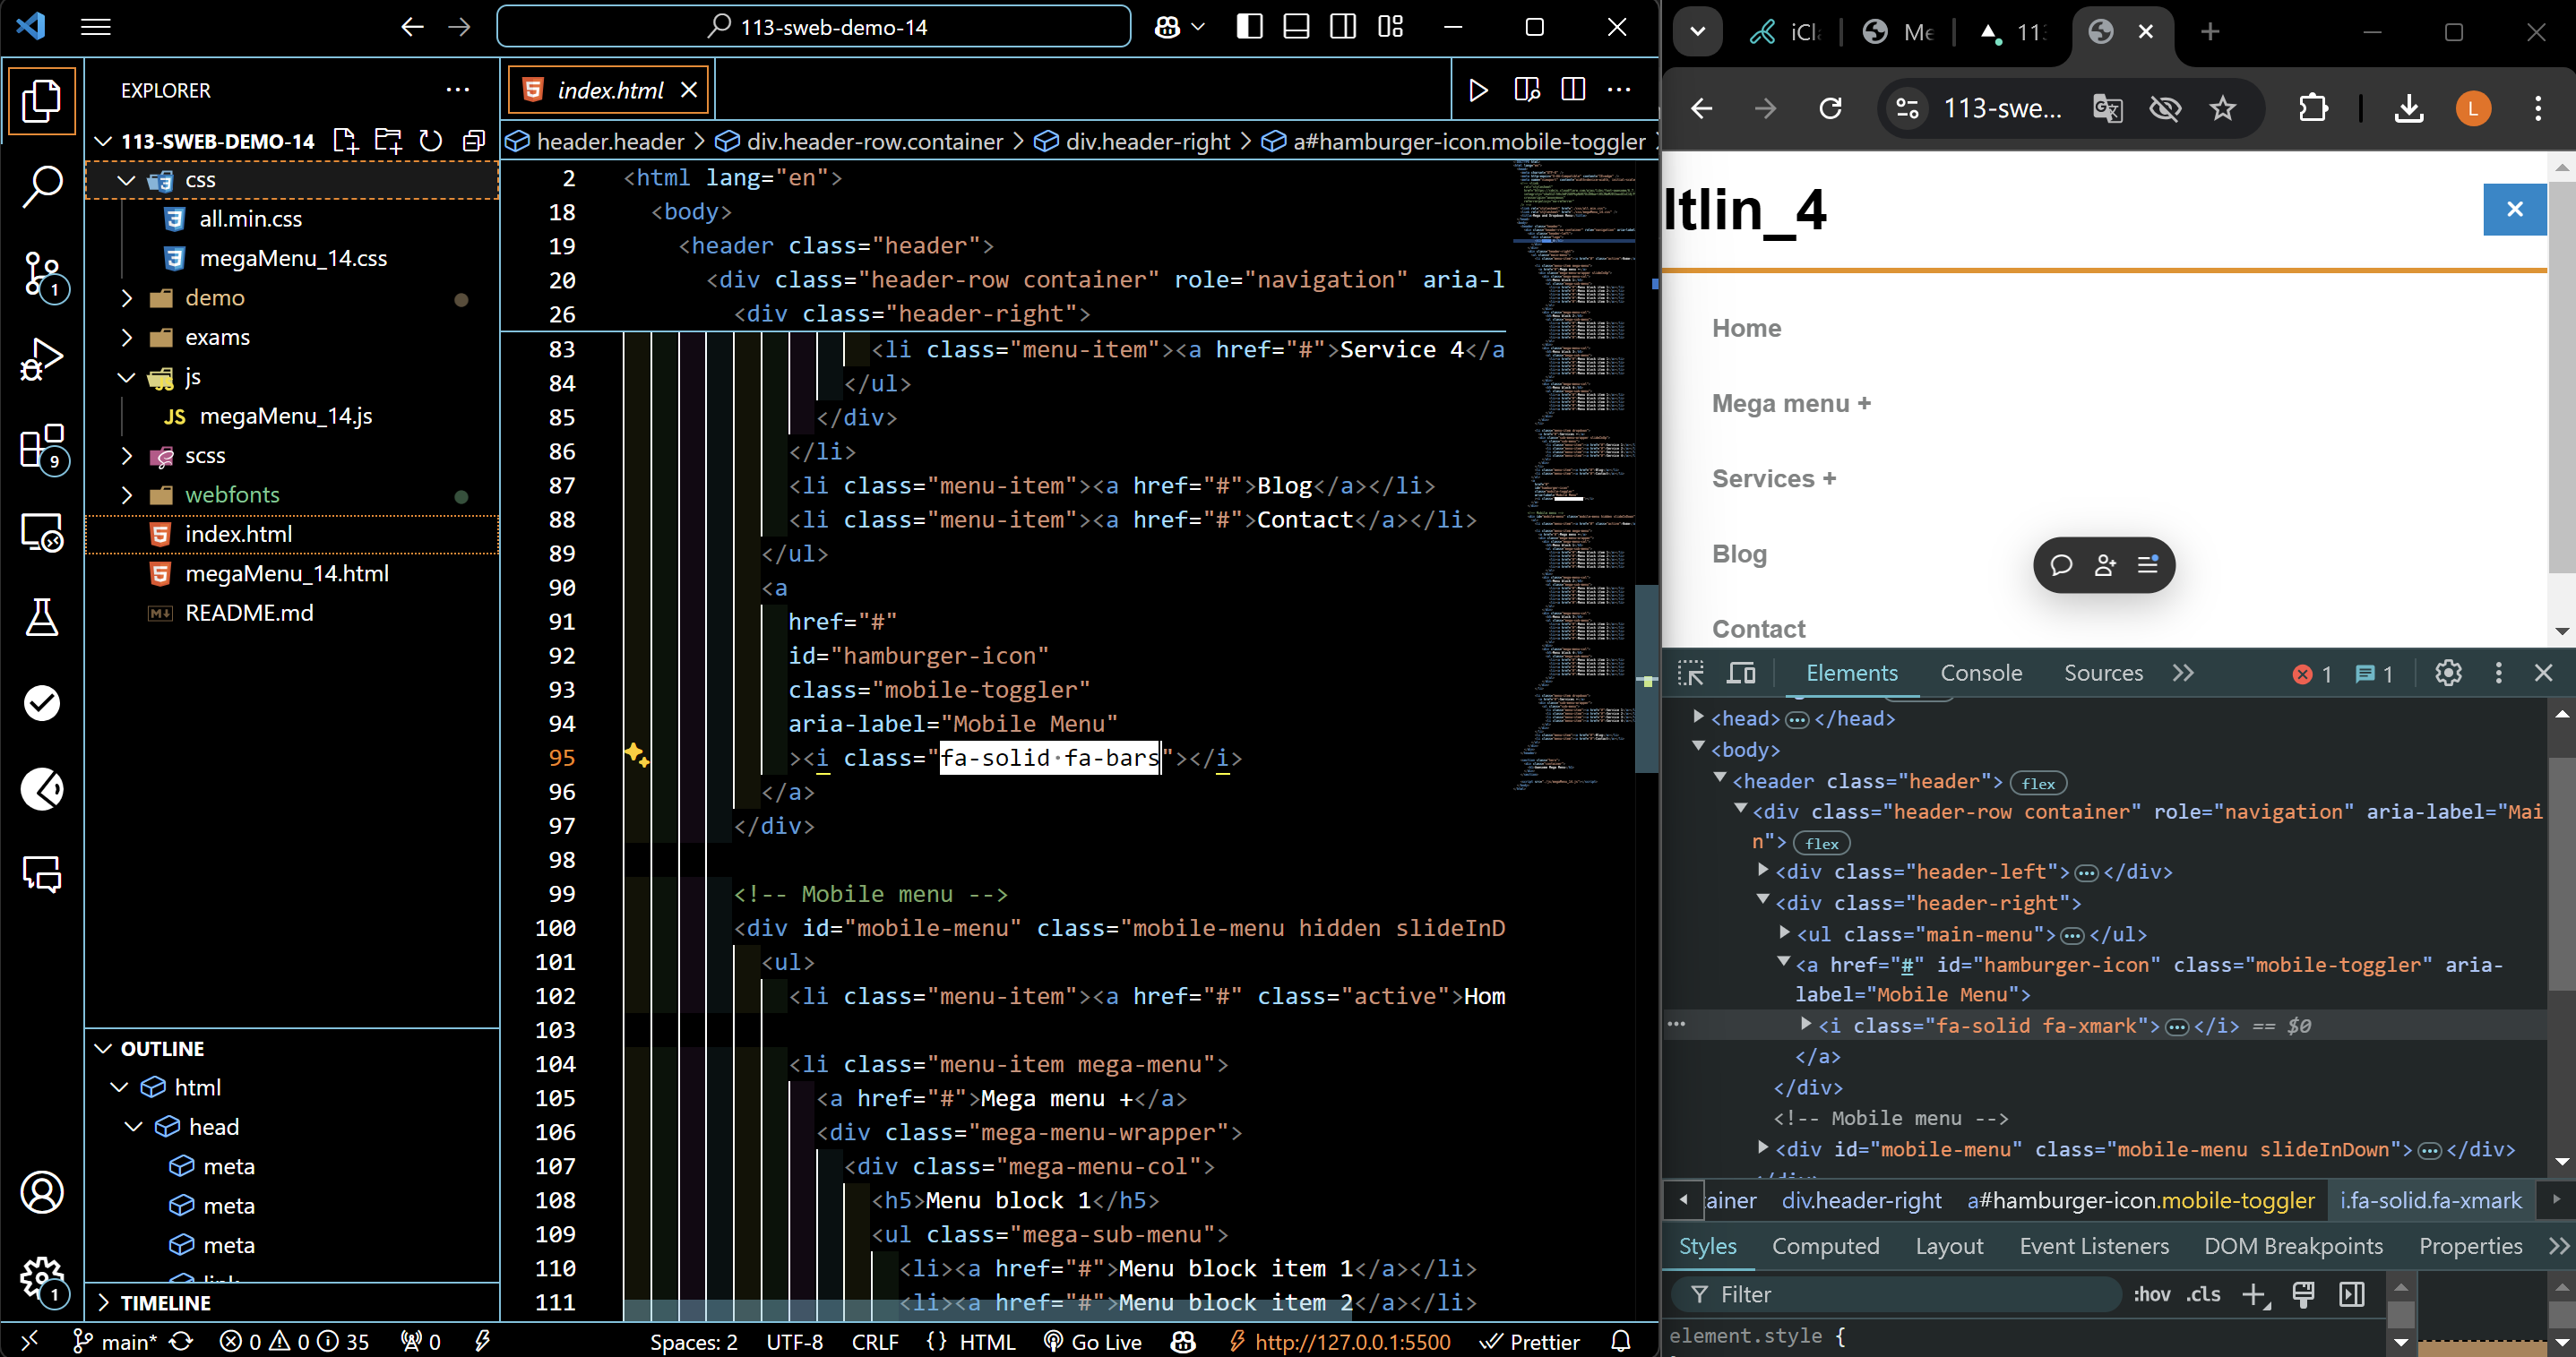 113-sweb-demo-14
EXPLORER
113-SWEB-DEMO-14
css
all.min.css
megaMenu_14.css
demo
exams
js
JS megaMenu_14.js
scss
webfonts
index.html
megaMenu_14.html
README.md
1
9
1
OUTLINE
html
head
meta
meta
meta
TIMELINE
index.html
header.header > div.header-row.container > div.header-right > a#hamburger-icon.mobile-toggler
2 <html lang="en">
18 <body>
19 <header class="header">
20 <div class="header-row container" role="navigation" aria-l
26 <div class="header-right">
83 <li class="menu-item"><a href="#">Service 4</a
84 </ul>
85 </div>
86 </li>
87 <li class="menu-item"><a href="#">Blog</a></li>
88 <li class="menu-item"><a href="#">Contact</a></li>
89 </ul>
90 <a
91 href="#"
92 id="hamburger-icon"
93 class="mobile-toggler"
94 aria-label="Mobile Menu"
95 ><i class="fa-solid·fa-bars"></i>
96 </a>
97 </div>
98
99 <!-- Mobile menu -->
100 <div id="mobile-menu" class="mobile-menu hidden slideInD
101 <ul>
102 <li class="menu-item"><a href="#" class="active">Hom
103
104 <li class="menu-item mega-menu">
105 <a href="#">Mega menu +</a>
106 <div class="mega-menu-wrapper">
107 <div class="mega-menu-col">
108 <h5>Menu block 1</h5>
109 <ul class="mega-sub-menu">
110 <li><a href="#">Menu block item 1</a></li>
111 <li><a href="#">Menu block item 2</a></li>
main* 0 0 35 0 Spaces: 2 UTF-8 CRLF {} HTML Go Live http://127.0.0.1:5500 Prettier
iCl Me 11
113-swe... L
ltlin_4 ×
Home
Mega menu +
Services +
Blog
Contact
Elements Console Sources 1 1
<head> ··· </head>
<body>
<header class="header"> flex
<div class="header-row container" role="navigation" aria-label="Mai
n"> flex
<div class="header-left"> ··· </div>
<div class="header-right">
<ul class="main-menu"> ··· </ul>
<a href="#" id="hamburger-icon" class="mobile-toggler" aria-
label="Mobile Menu">
<i class="fa-solid fa-xmark"> ··· </i> == $0
</a>
</div>
<!-- Mobile menu -->
<div id="mobile-menu" class="mobile-menu slideInDown"> ··· </div>
tainer div.header-right a#hamburger-icon.mobile-toggler i.fa-solid.fa-xmark
Styles Computed Layout Event Listeners DOM Breakpoints Properties
Filter :hov .cls
element.style {